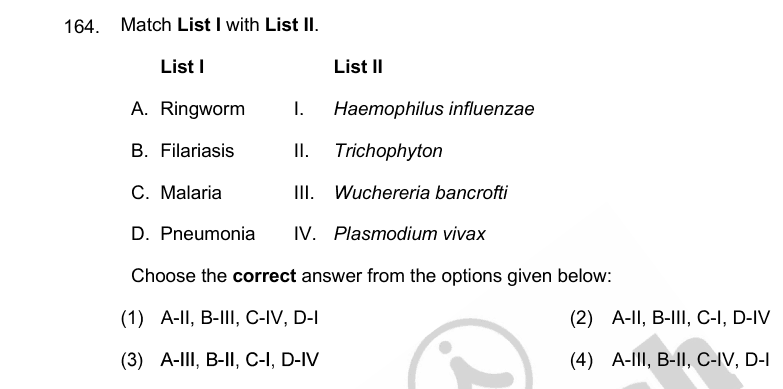 164. Match List I with List II.
List I List II
A. Ringworm I. Haemophilus influenzae
B. Filariasis II. Trichophyton
C. Malaria III. Wuchereria bancrofti
D. Pneumonia IV. Plasmodium vivax
Choose the correct answer from the options given below:
(1) A-II, B-III, C-IV, D-I (2) A-II, B-III, C-I, D-IV
(3) A-III, B-II, C-I, D-IV (4) A-III, B-II, C-IV, D-I